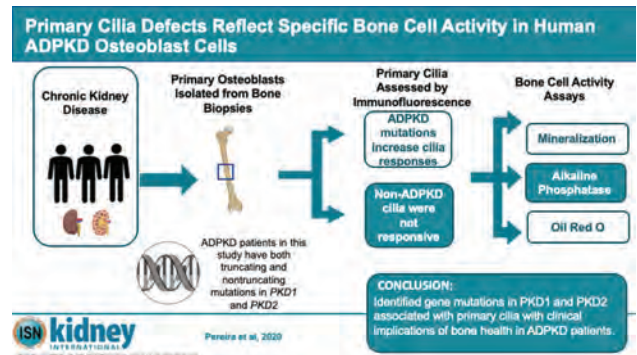 Primary Cilia Defects Reflect Specific Bone Cell Activity in Human
ADPKD Osteoblast Cells
Chronic Kidney
Disease
Primary Osteoblasts
Isolated from Bone
Biopsies
ADPKD patients in this
study have both
truncating and
nontruncating
mutations in PKD1
and PKD2
Primary Cilia
Assessed by
Immunofluorescence
ADPKD
mutations
increase cilia
responses
Non-ADPKD
cilia were
not
responsive
Bone Cell Activity
Assays
Mineralization
Alkaline
Phosphatase
Oil Red O
CONCLUSION:
Identified gene mutations in PKD1 and PKD2
associated with primary cilia with clinical
implications of bone health in ADPKD patients.
ISN kidney
INTERNATIONAL
Pereira et al, 2020